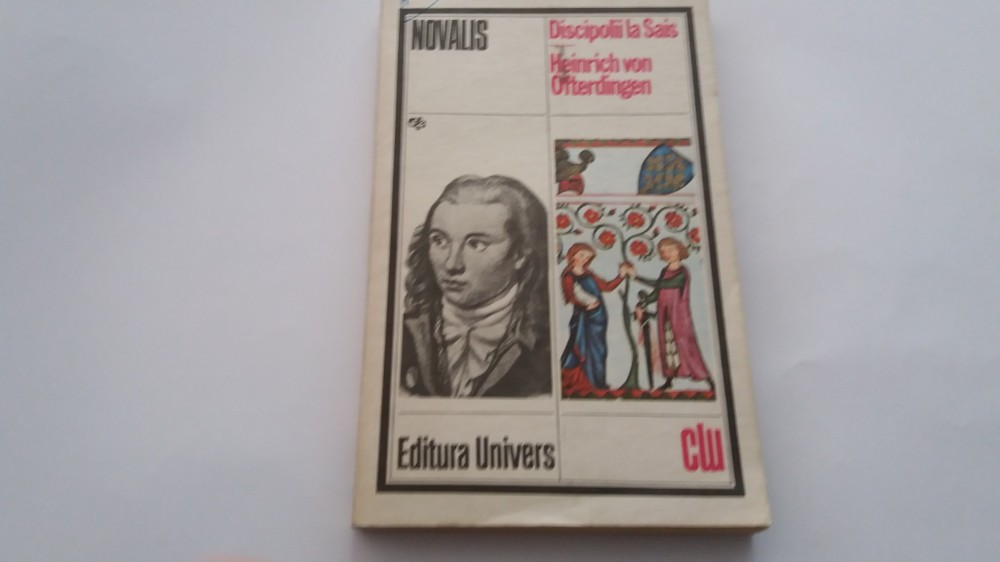 NOVALIS
Discipolii la Sais
Heinrich von
Ofterdingen
Editura Univers
clu